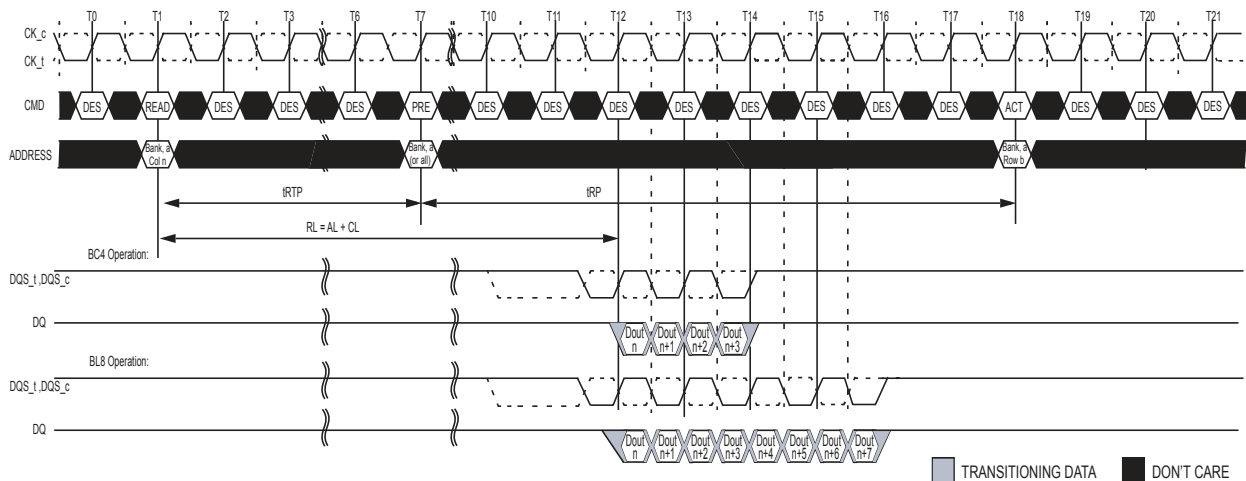 T0 T1 T2 T3 T6 T7 T10 T11 T12 T13 T14 T15 T16 T17 T18 T19 T20 T21
CK_c
CK_t
CMD DES READ DES DES DES PRE DES DES DES DES DES DES DES DES ACT DES DES DES
ADDRESS
Bank, a
Col n
Bank, a
(or all)
Bank, a
Row b
tRTP tRP
RL = AL + CL
BC4 Operation:
DQS_t ,DQS_c
DQ
Dout
n
Dout
n+1
Dout
n+2
Dout
n+3
BL8 Operation:
DQS_t ,DQS_c
DQ
Dout
n
Dout
n+1
Dout
n+2
Dout
n+3
Dout
n+4
Dout
n+5
Dout
n+6
Dout
n+7
TRANSITIONING DATA DON'T CARE